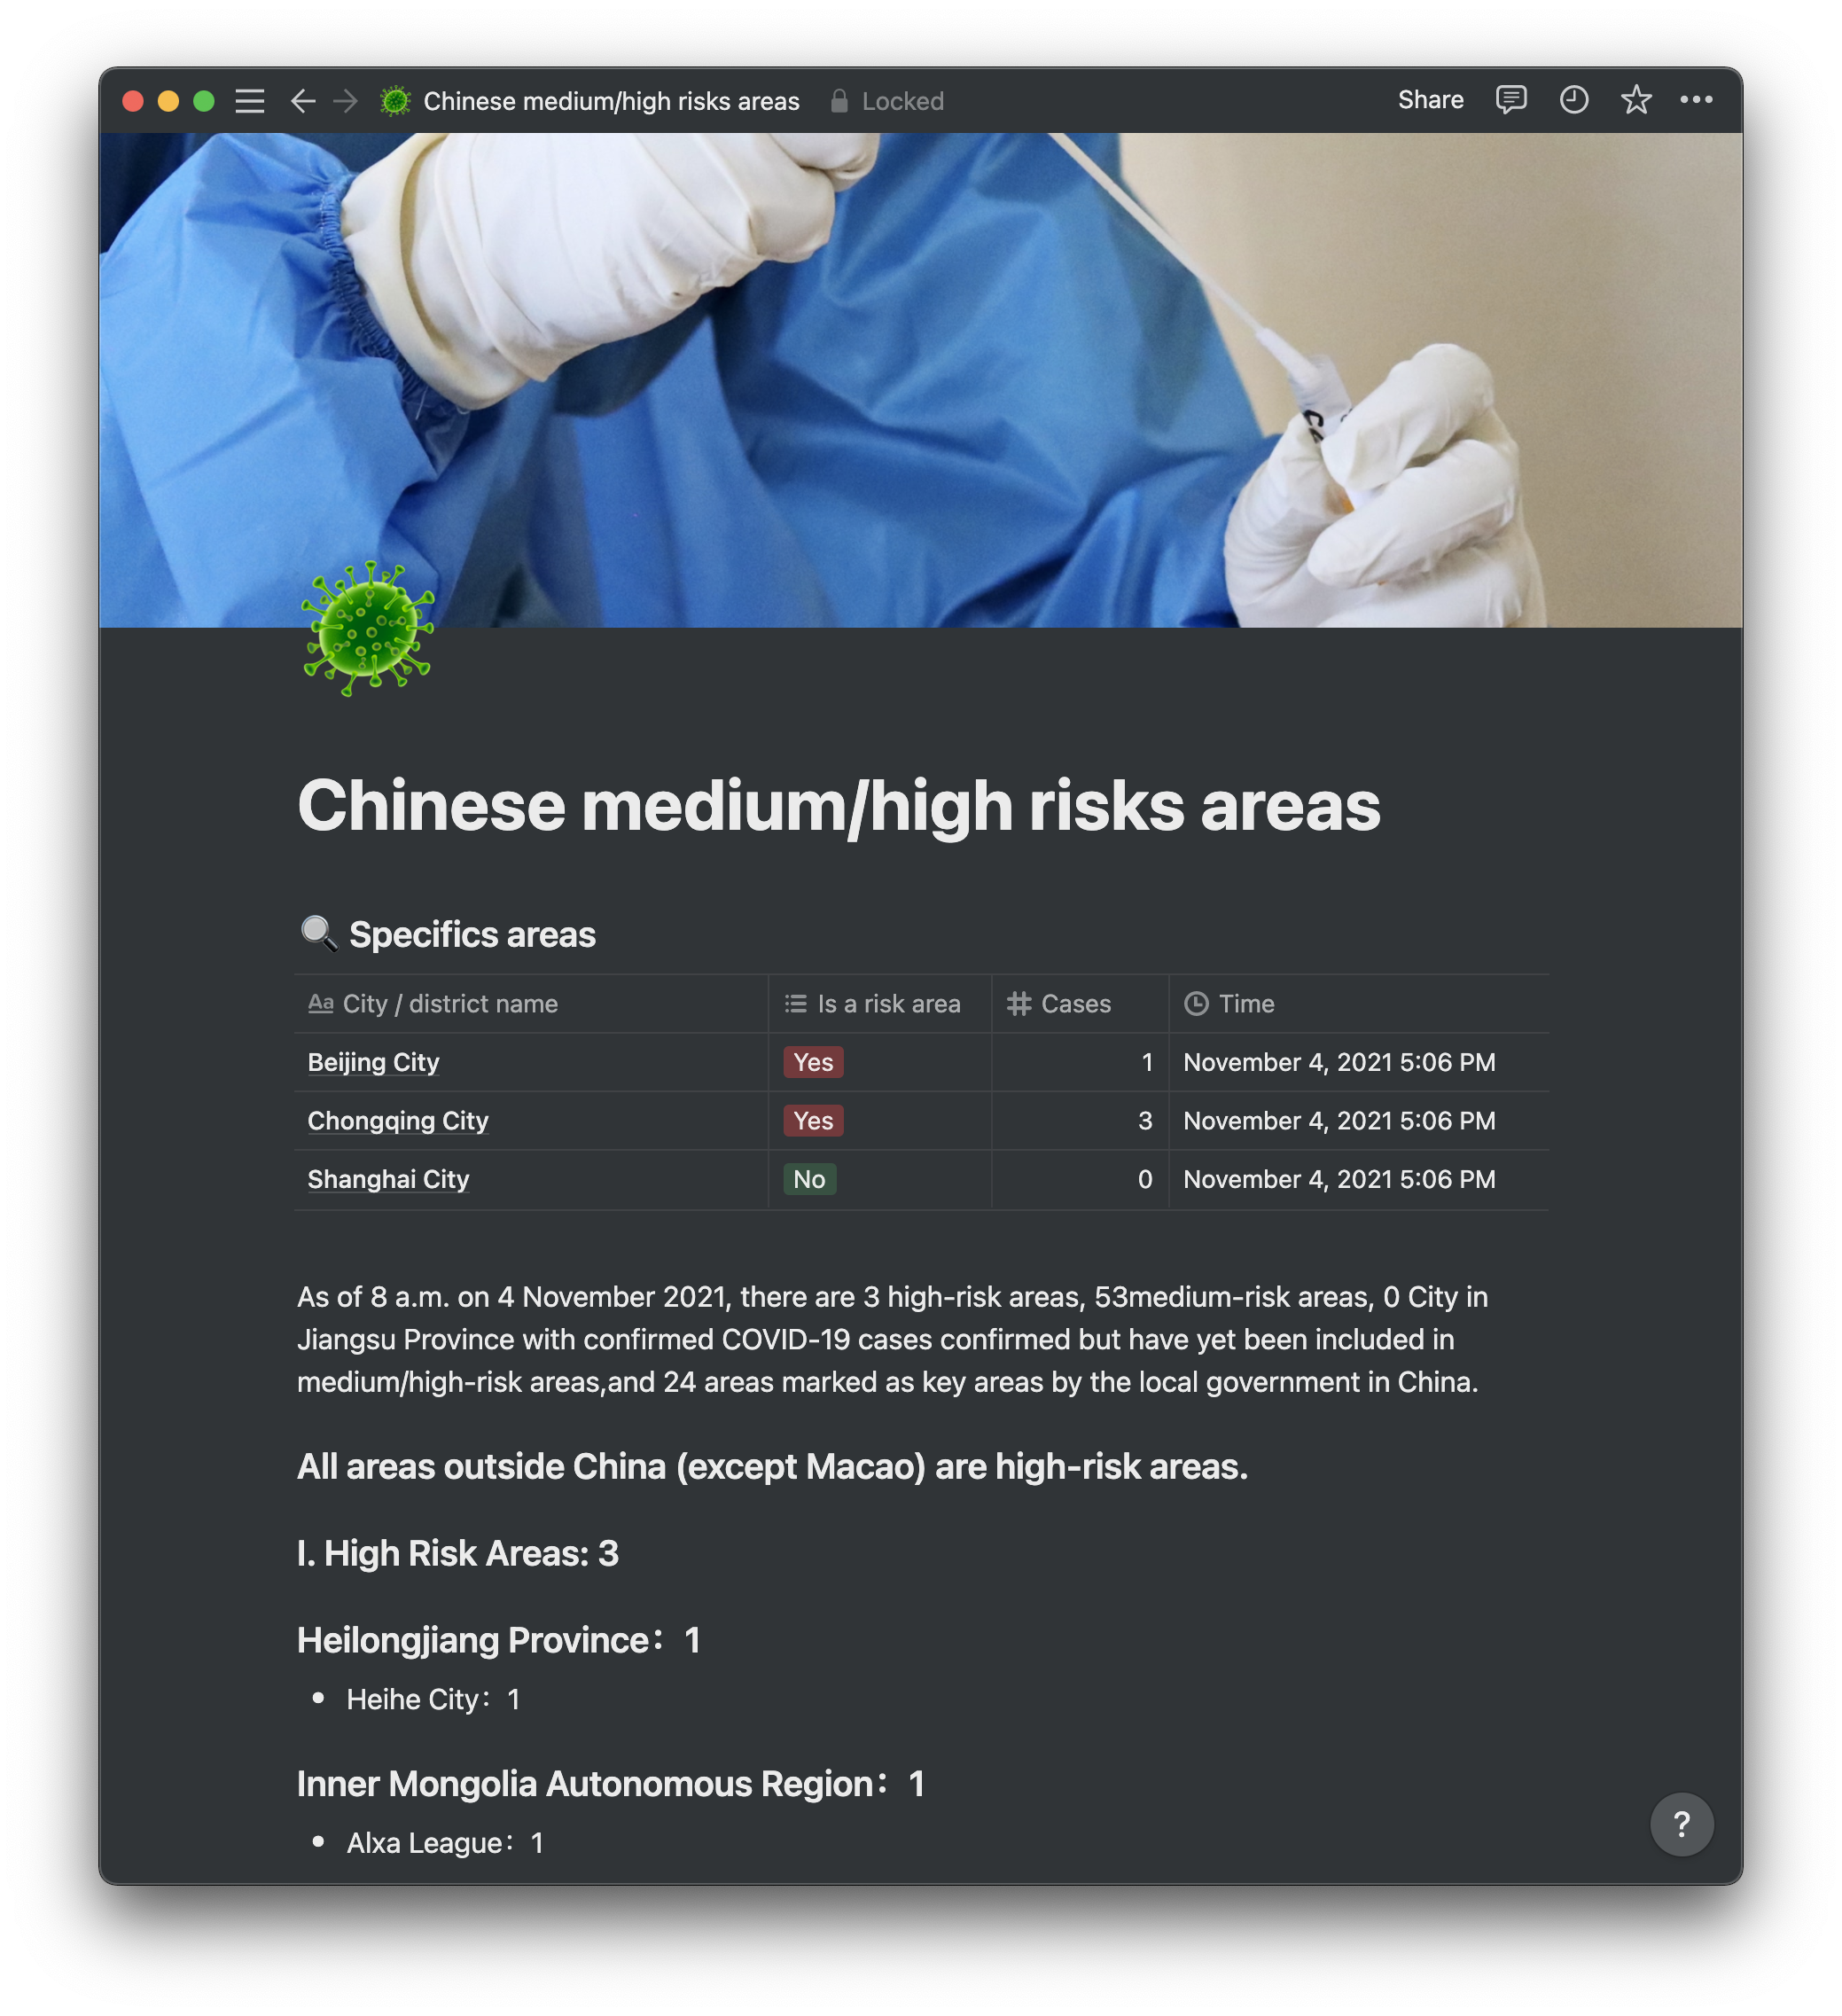 Chinese medium/high risks areas Locked Share
Chinese medium/high risks areas
Specifics areas
Aa City / district name Is a risk area # Cases Time
Beijing City Yes 1 November 4, 2021 5:06 PM
Chongqing City Yes 3 November 4, 2021 5:06 PM
Shanghai City No 0 November 4, 2021 5:06 PM
As of 8 a.m. on 4 November 2021, there are 3 high-risk areas, 53medium-risk areas, 0 City in
Jiangsu Province with confirmed COVID-19 cases confirmed but have yet been included in
medium/high-risk areas,and 24 areas marked as key areas by the local government in China.
All areas outside China (except Macao) are high-risk areas.
I. High Risk Areas: 3
Heilongjiang Province： 1
• Heihe City： 1
Inner Mongolia Autonomous Region： 1
• Alxa League： 1
?